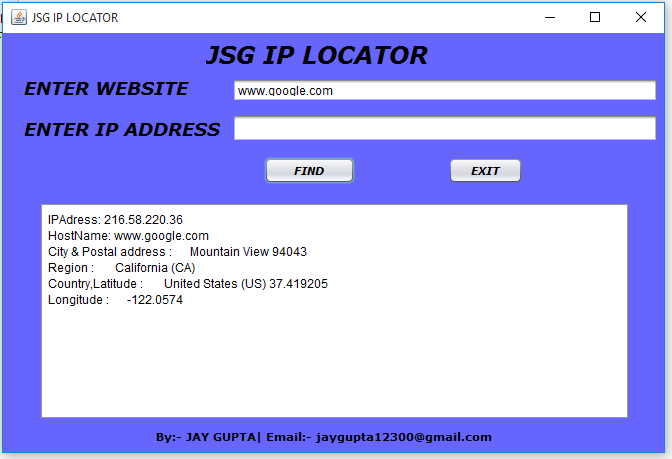 JSG IP LOCATOR
JSG IP LOCATOR
ENTER WEBSITE www.google.com
ENTER IP ADDRESS
FIND EXIT
IPAdress: 216.58.220.36
HostName: www.google.com
City & Postal address : Mountain View 94043
Region : California (CA)
Country,Latitude : United States (US) 37.419205
Longitude : -122.0574
By:- JAY GUPTA| Email:- jaygupta12300@gmail.com